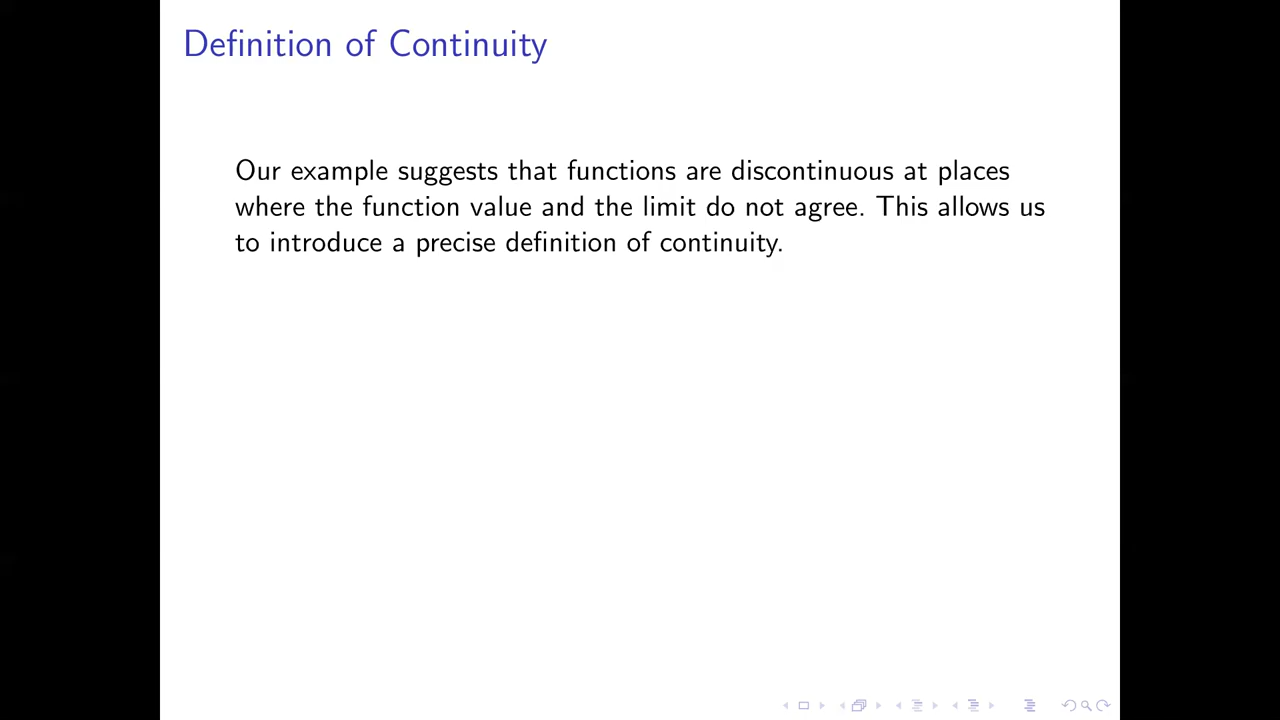 Definition of Continuity
Our example suggests that functions are discontinuous at places
where the function value and the limit do not agree. This allows us
to introduce a precise definition of continuity.